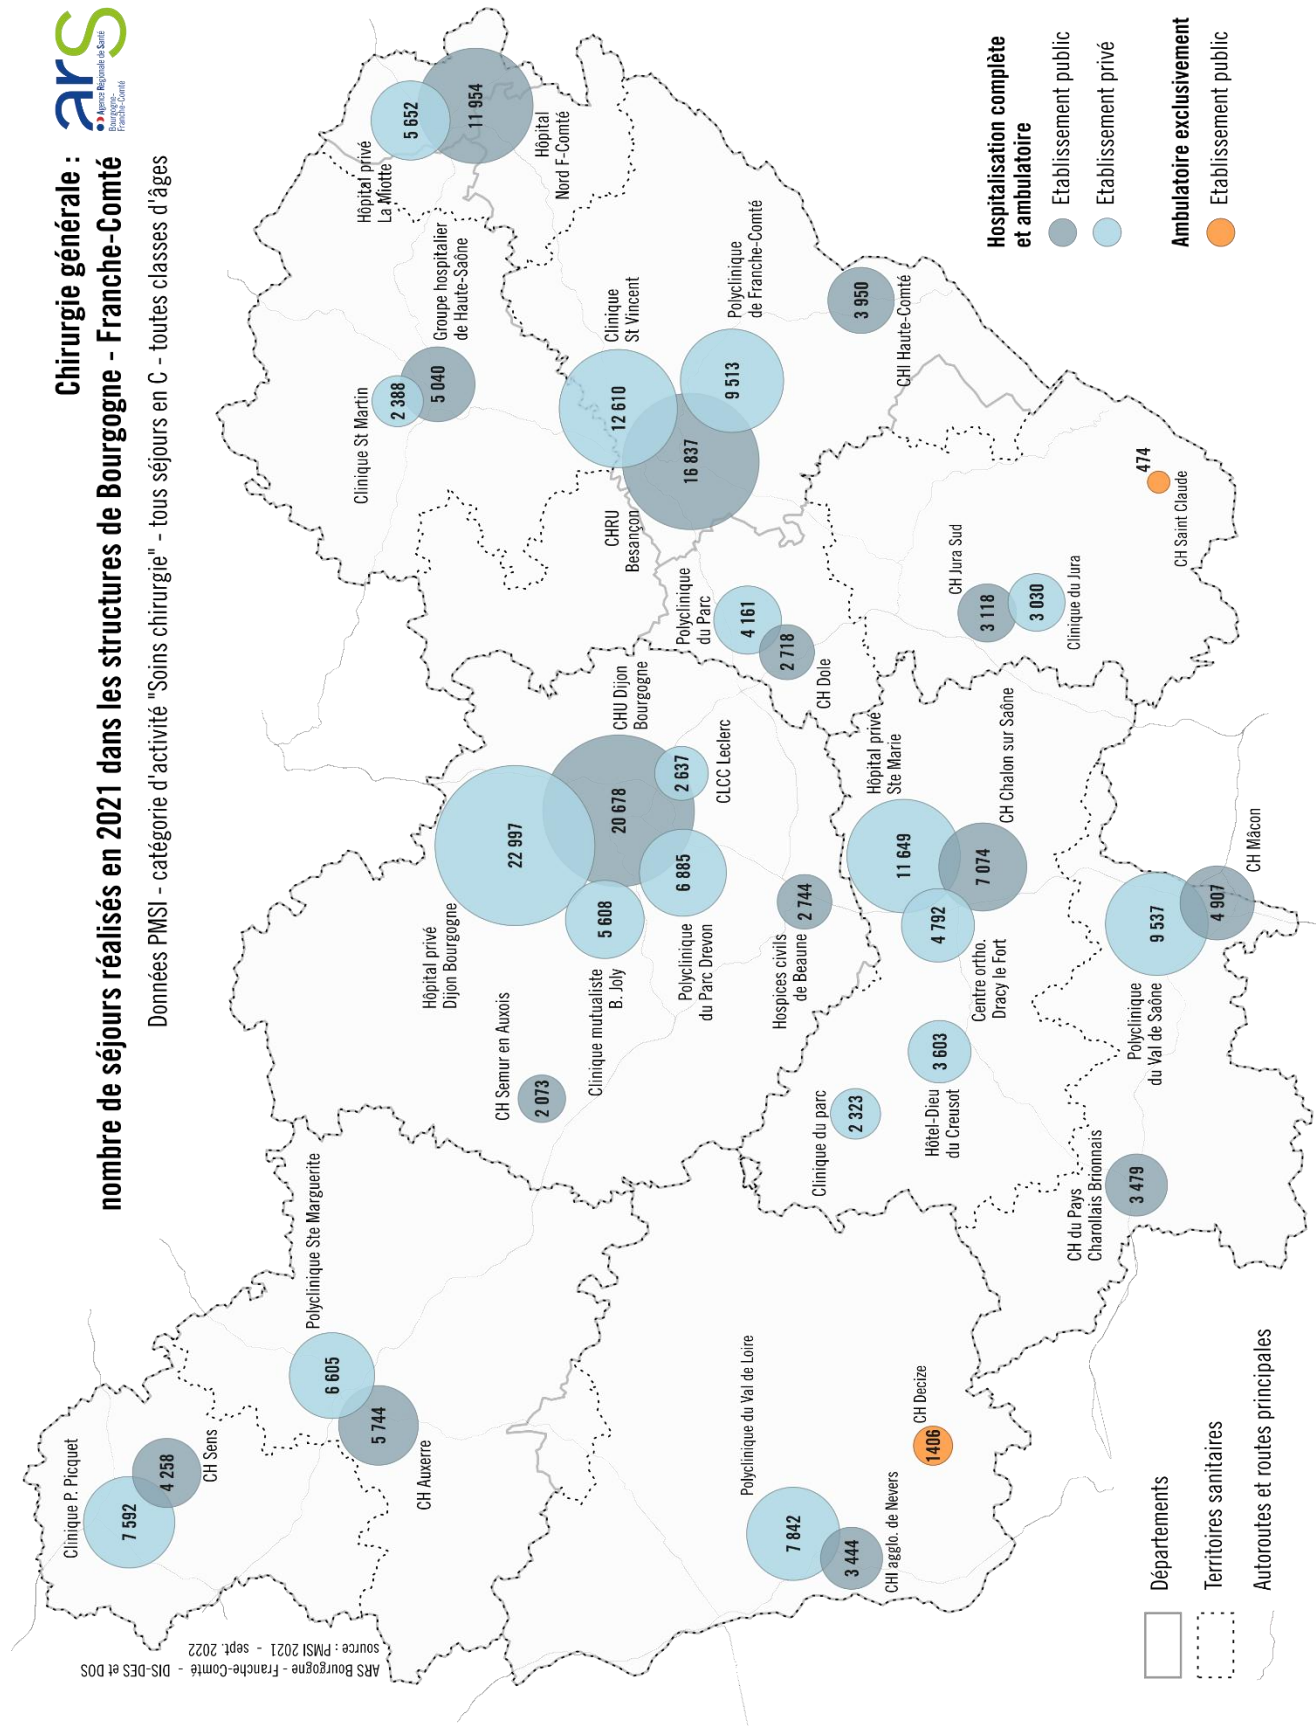 Chirurgie générale :
nombre de séjours réalisés en 2021 dans les structures de Bourgogne - Franche-Comté
Données PMSI - catégorie d'activité "Soins chirurgie" - tous séjours en C - toutes classes d'âges
ars
Agence Régionale de Santé
Bourgogne-
Franche-Comté
ARS Bourgogne - Franche-Comté - DIS-DES et DOS
source : PMSI 2021 - sept. 2022
Clinique P. Picquet
7 592
4 258
CH Sens
Polyclinique Ste Marguerite
6 605
5 744
CH Auxerre
Polyclinique du Val de Loire
7 842
3 444
CHI agglo. de Nevers
CH Decize
1406
CH Semur en Auxois
2 073
Hôpital privé
Dijon Bourgogne
22 997
CHU Dijon
Bourgogne
20 678
Clinique mutualiste
B. Joly
5 608
Polyclinique
du Parc Drevon
6 885
2 637
CLCC Leclerc
Hospices civils
de Beaune
2 744
Clinique du parc
2 323
Hôtel-Dieu
du Creusot
3 603
Hôpital privé
Ste Marie
11 649
4 792
Centre ortho.
Dracy le Fort
7 074
CH Chalon sur Saône
CH du Pays
Charollais Brionnais
3 479
Polyclinique
du Val de Saône
9 537
4 907
CH Mâcon
Clinique St Martin
2 388
5 040
Groupe hospitalier
de Haute-Saône
Hôpital privé
La Miotte
5 652
11 954
Hôpital
Nord F-Comté
Clinique
St Vincent
12 610
CHRU
Besançon
16 837
Polyclinique
de Franche-Comté
9 513
3 950
CHI Haute-Comté
Polyclinique
du Parc
4 161
2 718
CH Dole
CH Jura Sud
3 118
3 030
Clinique du Jura
474
CH Saint Claude
Hospitalisation complète
et ambulatoire
Etablissement public
Etablissement privé
Ambulatoire exclusivement
Etablissement public
Départements
Territoires sanitaires
Autoroutes et routes principales